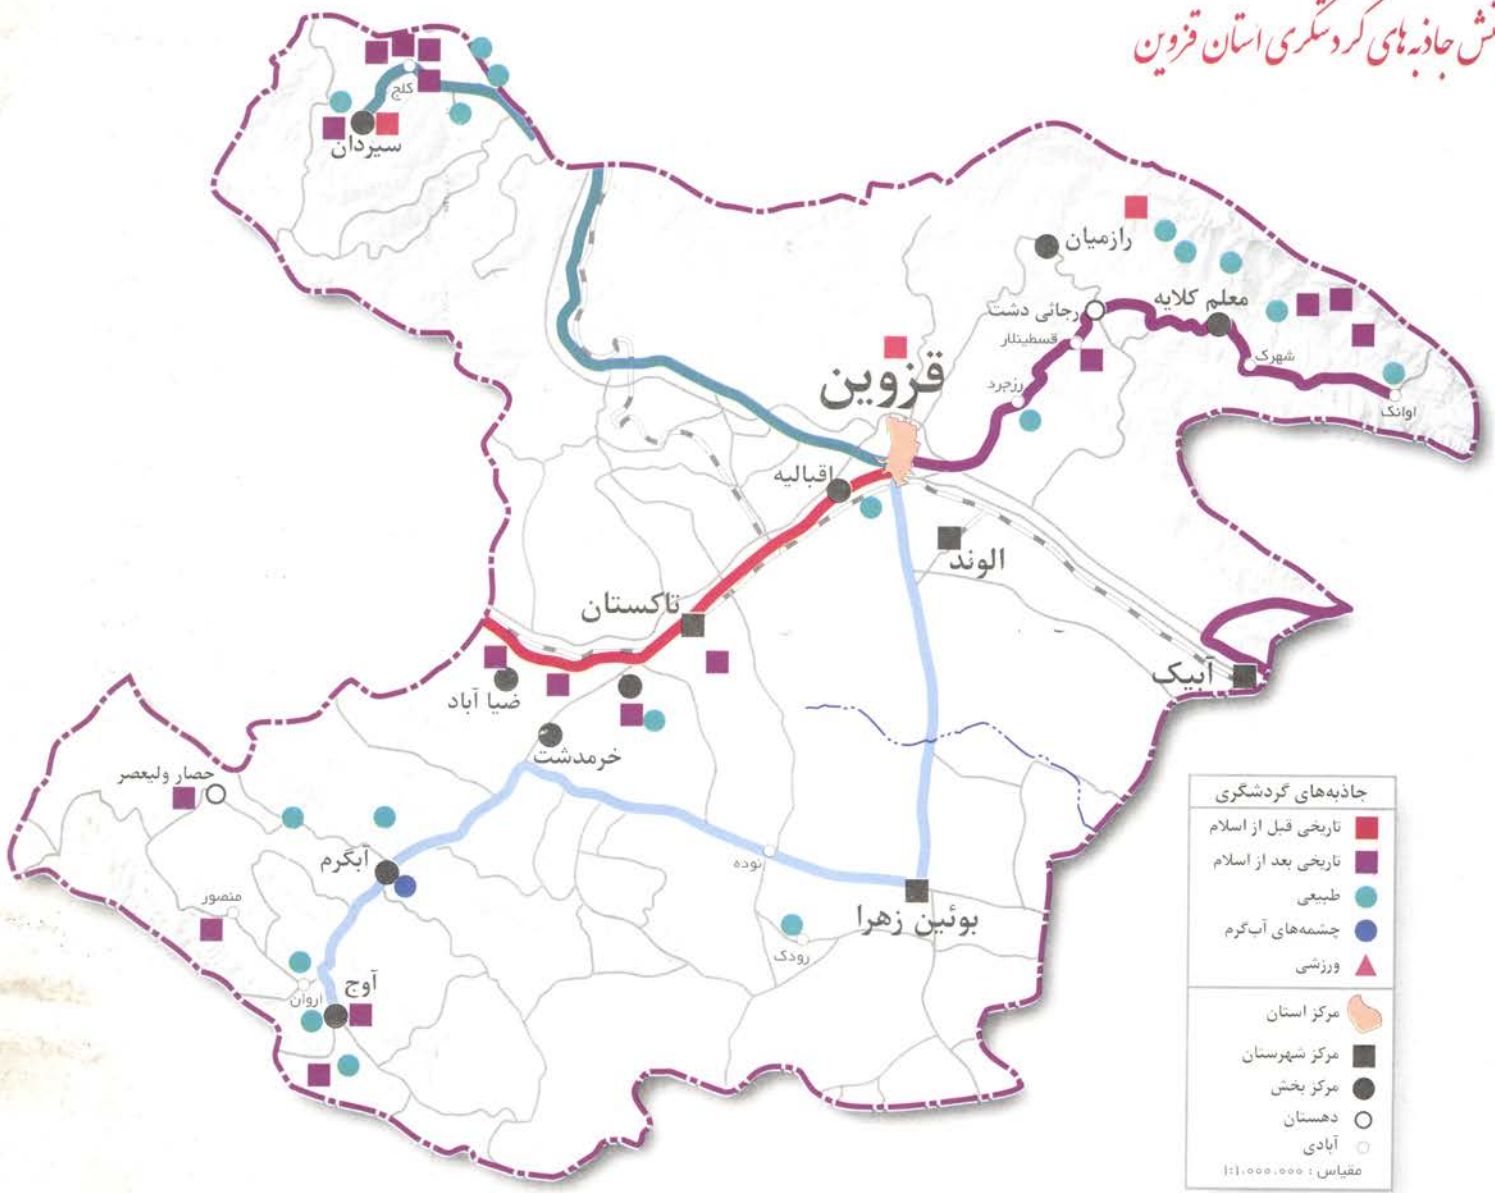 جاذبه‌های گردشگری استان قزوین
کلج
سیردان
رازمیان
معلم کلایه
رجائی دشت
قسطینلار
شهرک
قزوین
رزجرد
اوانک
اقبالیه
الوند
تاکستان
آبیک
ضیا آباد
خرمدشت
حصار ولیعصر
آبگرم
نوده
منصور
بوئین زهرا
رودک
آوج
اروان
جاذبه‌های گردشگری
تاریخی قبل از اسلام
تاریخی بعد از اسلام
طبیعی
چشمه‌های آب‌گرم
ورزشی
مرکز استان
مرکز شهرستان
مرکز بخش
دهستان
آبادی
مقیاس : ۱:۱.۰۰۰.۰۰۰